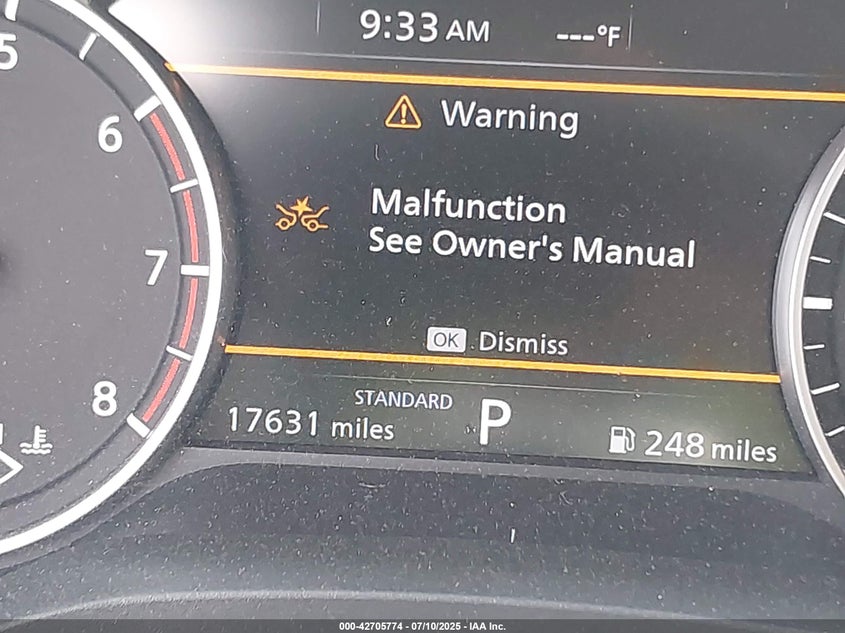 9:33 AM ---°F
5
Warning
6
Malfunction
See Owner's Manual
7
OK Dismiss
8
STANDARD
17631 miles P 248 miles
000-42705774 - 07/10/2025 - IAA Inc.